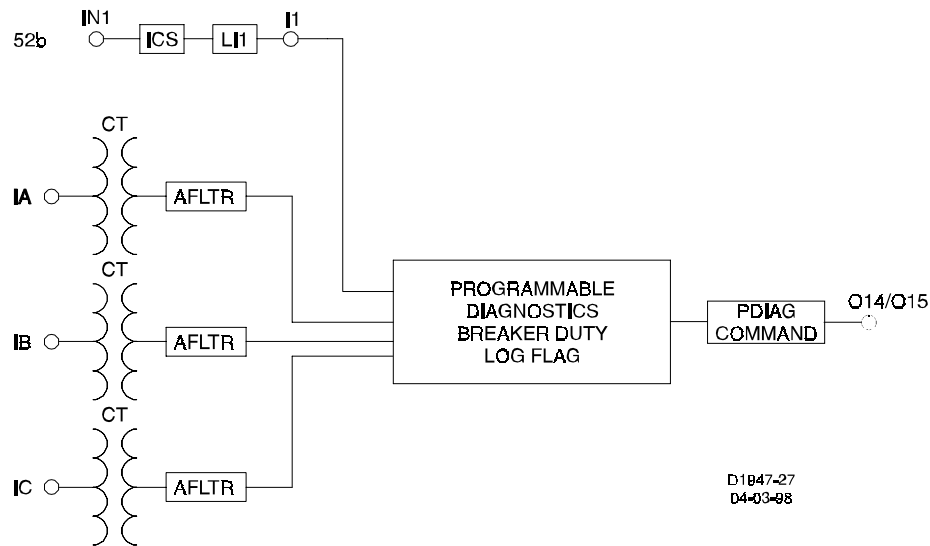 IN1
I1
52b
ICS
LI1
CT
IA
AFLTR
CT
PROGRAMMABLE
DIAGNOSTICS
BREAKER DUTY
LOG FLAG
PDIAG
COMMAND
O14/O15
IB
AFLTR
CT
IC
AFLTR
D1847-27
04-03-98